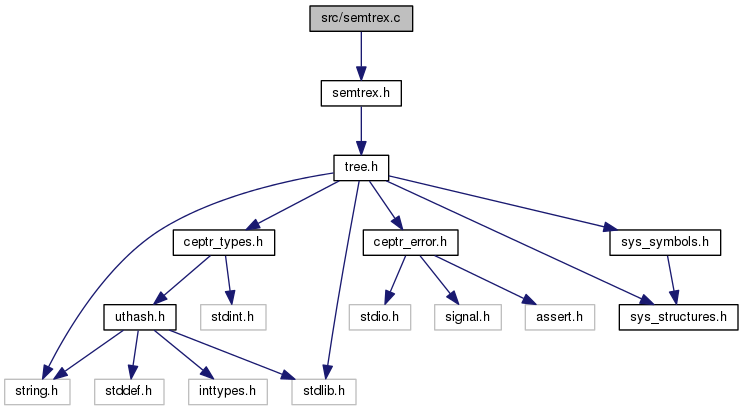 src/semtrex.c
semtrex.h
tree.h
ceptr_types.h
ceptr_error.h
sys_symbols.h
uthash.h
stdint.h
stdio.h
signal.h
assert.h
sys_structures.h
string.h
stddef.h
inttypes.h
stdlib.h